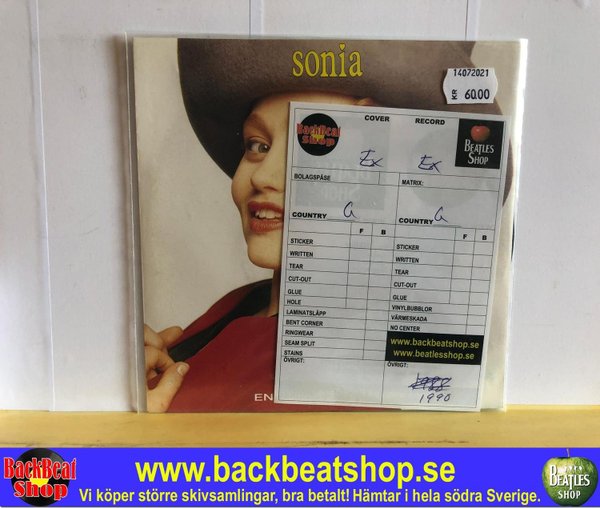 sonia
14072021
KR 6000
COVER RECORD
BackBeat
Shop
BEATLES
SHOP
Ex Ex
BOLAGSPÅSE MATRIX:
COUNTRY G COUNTRY G
F B F B
STICKER STICKER
WRITTEN WRITTEN
TEAR TEAR
CUT-OUT CUT-OUT
GLUE GLUE
HOLE VINYLBUBBLOR
LAMINATSLÄPP VÄRMESKADA
BENT CORNER NO CENTER
RINGWEAR www.backbeatshop.se
SEAM SPLIT www.beatlesshop.se
STAINS
ÖVRIGT: ÖVRIGT:
1988
1990
EN
BackBeat
Shop
www.backbeatshop.se
Vi köper större skivsamlingar, bra betalt! Hämtar i hela södra Sverige.
BEATLES
SHOP